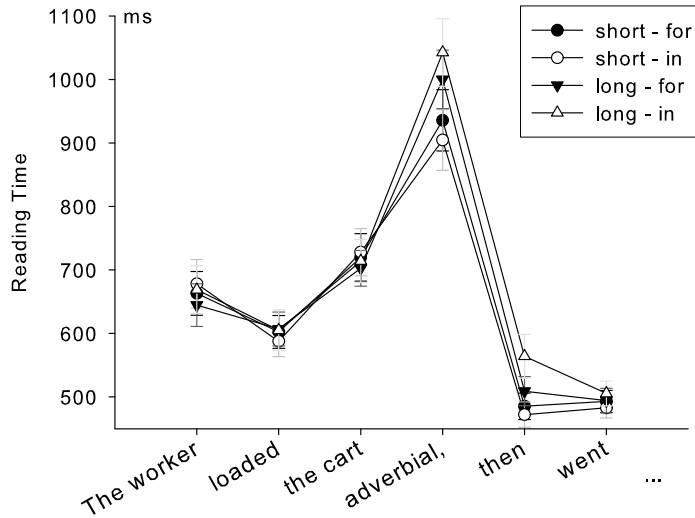 1100
ms
1000
900
800
700
600
500
Reading Time
short - for
short - in
long - for
long - in
The worker
loaded
the cart
adverbial,
then
went
...